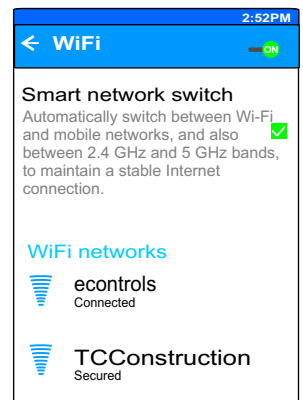 2:52PM
WiFi
ON
Smart network switch
Automatically switch between Wi-Fi
and mobile networks, and also
between 2.4 GHz and 5 GHz bands,
to maintain a stable Internet
connection.
WiFi networks
econtrols
Connected
TCConstruction
Secured